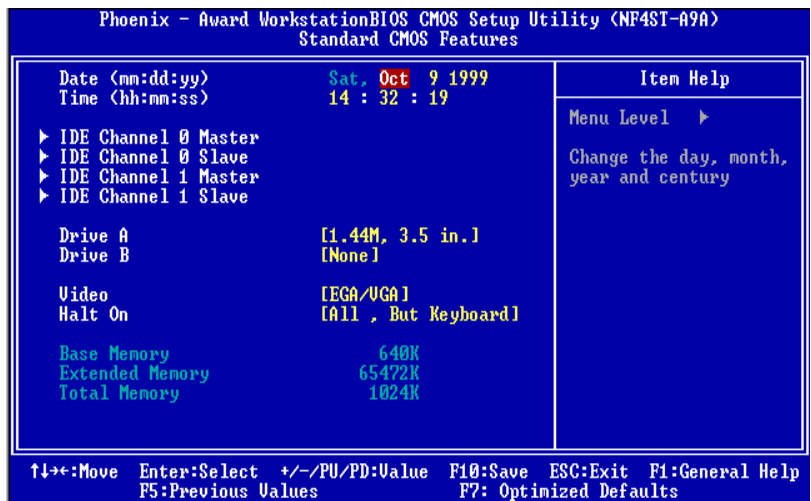 Phoenix - Award WorkstationBIOS CMOS Setup Utility (NF4ST-A9A)
Standard CMOS Features
Date (mm:dd:yy) Sat, Oct 9 1999
Time (hh:mm:ss) 14 : 32 : 19
IDE Channel 0 Master
IDE Channel 0 Slave
IDE Channel 1 Master
IDE Channel 1 Slave
Drive A [1.44M, 3.5 in.]
Drive B [None]
Video [EGA/VGA]
Halt On [All , But Keyboard]
Base Memory 640K
Extended Memory 65472K
Total Memory 1024K
Item Help
Menu Level ▶
Change the day, month,
year and century
↑↓→←:Move Enter:Select +/-/PU/PD:Value F10:Save ESC:Exit F1:General Help
F5:Previous Values F7: Optimized Defaults